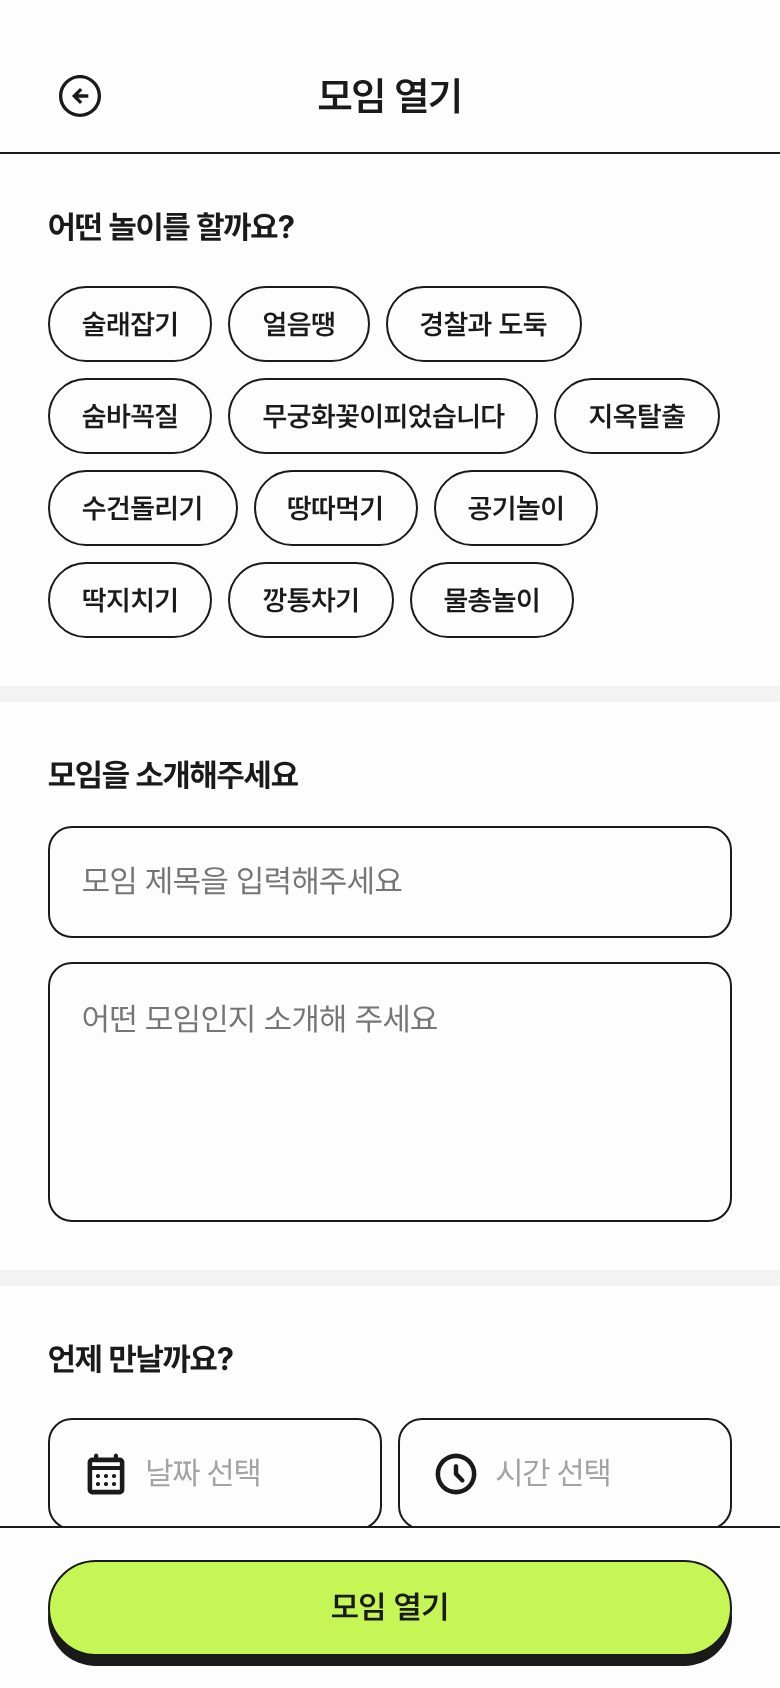 모임 열기
어떤 놀이를 할까요?
술래잡기 얼음땡 경찰과 도둑
숨바꼭질 무궁화꽃이피었습니다 지옥탈출
수건돌리기 땅따먹기 공기놀이
딱지치기 깡통차기 물총놀이
모임을 소개해주세요
모임 제목을 입력해주세요
어떤 모임인지 소개해 주세요
언제 만날까요?
날짜 선택 시간 선택
모임 열기